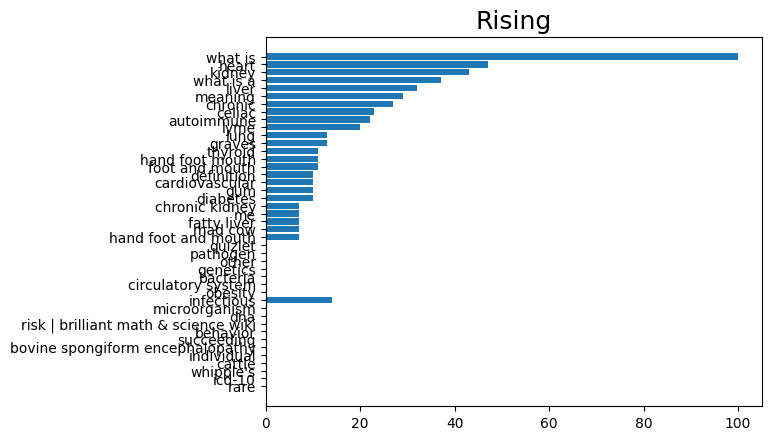 Rising
what is
heart
kidney
what is a
liver
meaning
chronic
celiac
autoimmune
lyme
lung
graves
thyroid
hand foot mouth
foot and mouth
definition
cardiovascular
gum
diabetes
chronic kidney
me
fatty liver
mad cow
hand foot and mouth
quizlet
pathogen
other
genetics
bacteria
circulatory system
obesity
infectious
microorganism
dna
risk | brilliant math & science wiki
behavior
succeeding
bovine spongiform encephalopathy
individual
cattle
whipple's
icd-10
rare
0 20 40 60 80 100